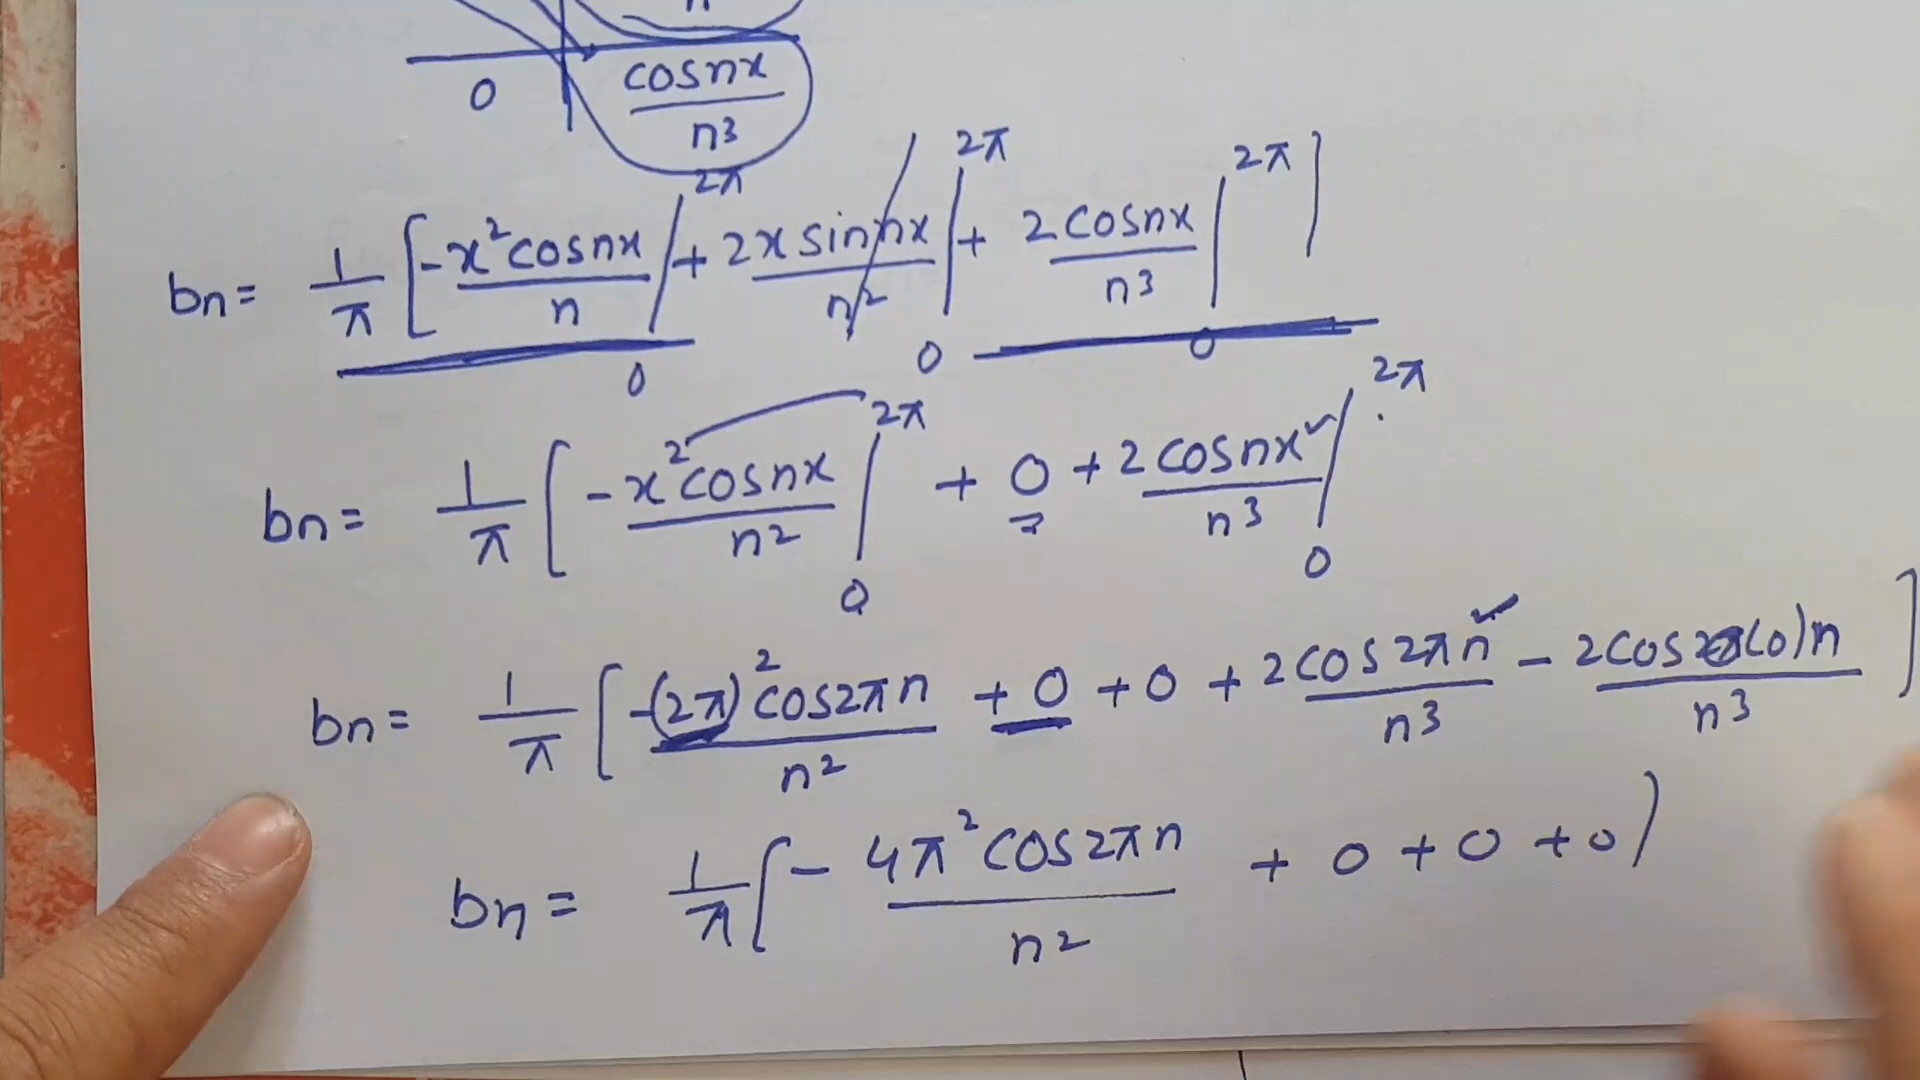 n
0 cosnx/n³
bn = 1/π [ -x²cosnx/n |₀^2π + 2x sinnx/n² |₀^2π + 2cosnx/n³ |₀^2π ]
bn = 1/π [ -x²cosnx/n² |₀^2π + 0 + 2cosnx/n³ |₀^2π
bn = 1/π [ -(2π)²cos2πn/n² + 0 + 0 + 2cos2πn/n³ - 2cos(0)n/n³ ]
bn = 1/π [ - 4π²cos2πn/n² + 0 + 0 + 0 )